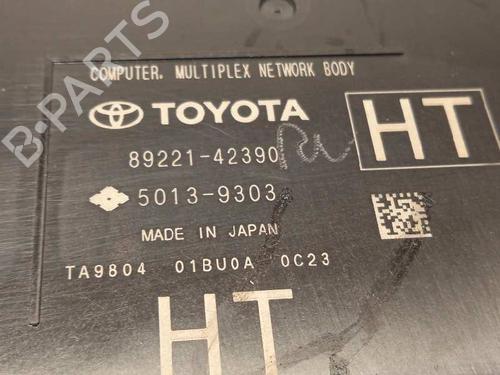 B-PARTS
COMPUTER, MULTIPLEX NETWORK BODY
TOYOTA
HT
89221-42390
5013-9303
MADE IN JAPAN
TA9804 01BU0A 0C23
HT